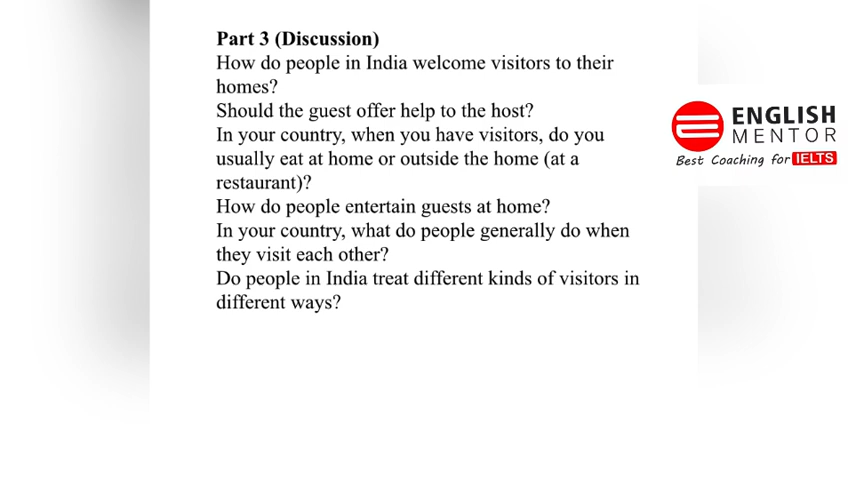 Part 3 (Discussion)
How do people in India welcome visitors to their
homes?
Should the guest offer help to the host?
In your country, when you have visitors, do you
usually eat at home or outside the home (at a
restaurant)?
How do people entertain guests at home?
In your country, what do people generally do when
they visit each other?
Do people in India treat different kinds of visitors in
different ways?
ENGLISH
MENTOR
Best Coaching for IELTS